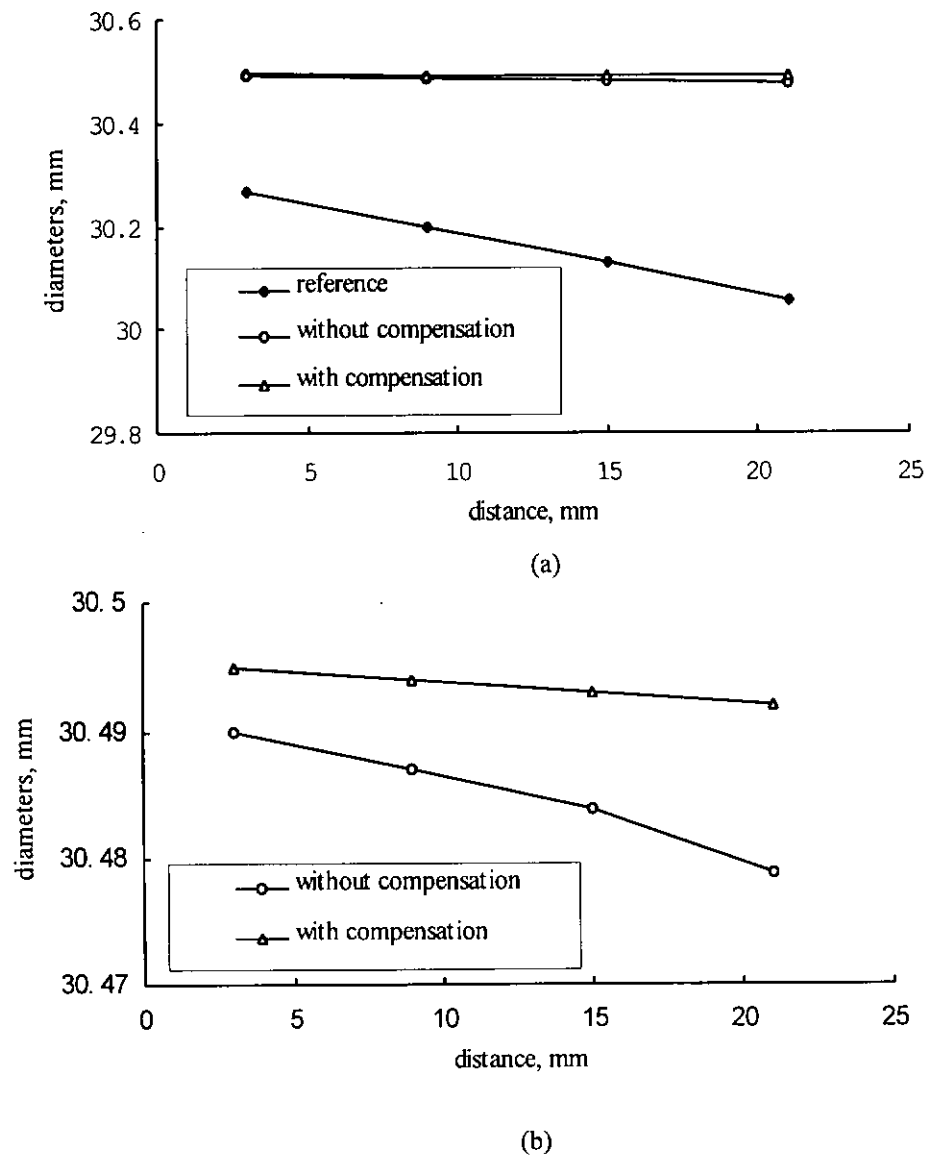 30.6
30.4
30.2
30
29.8
diameters, mm
reference
without compensation
with compensation
0 5 10 15 20 25
distance, mm
(a)
30.5
30.49
30.48
30.47
diameters, mm
without compensation
with compensation
0 5 10 15 20 25
distance, mm
(b)